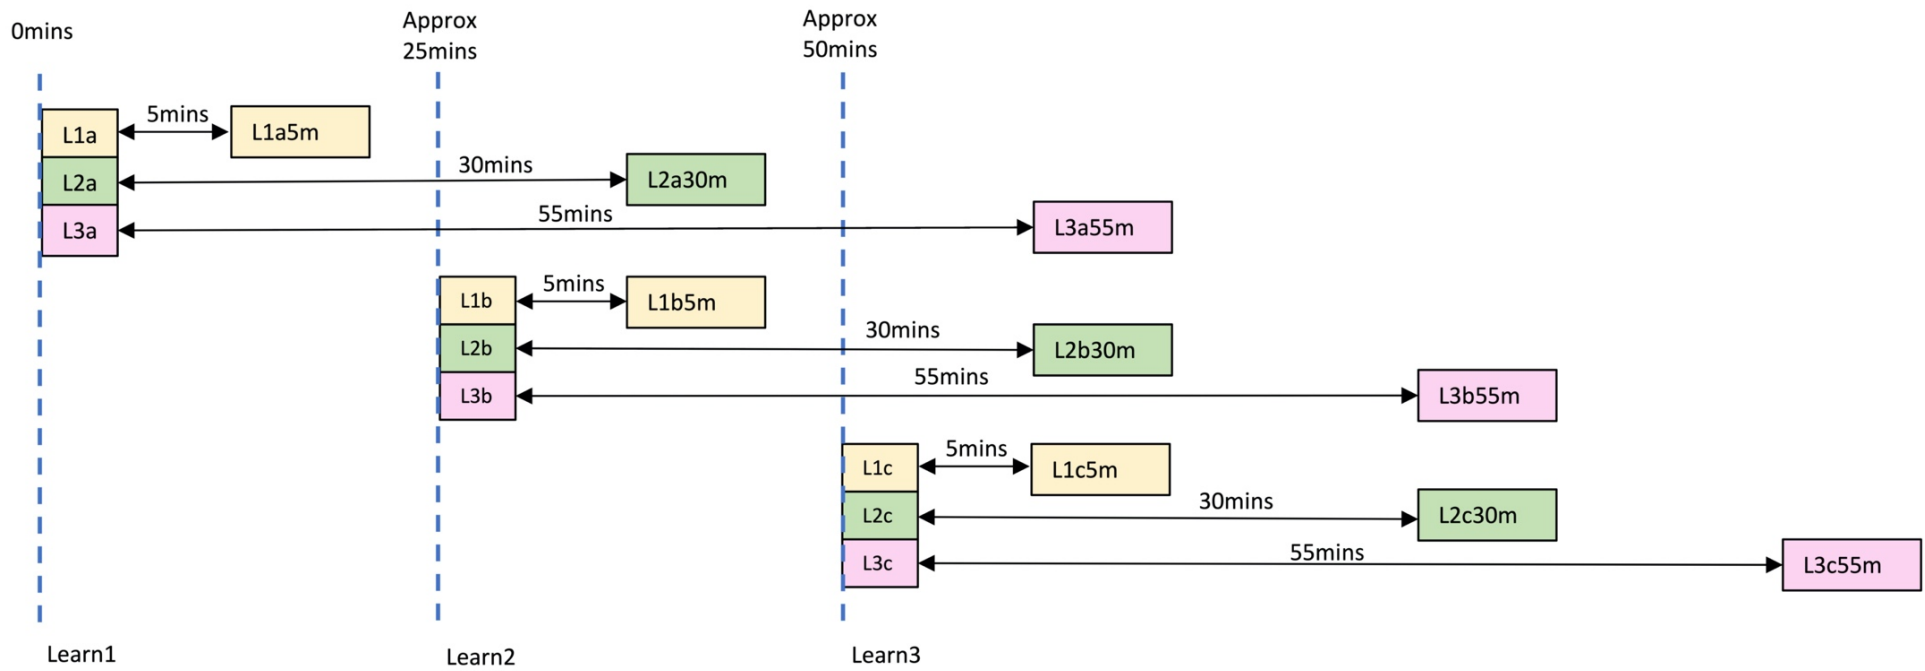 0mins
Approx
25mins
Approx
50mins
L1a
5mins
L1a5m
L2a
30mins
L2a30m
L3a
55mins
L3a55m
L1b
5mins
L1b5m
L2b
30mins
L2b30m
L3b
55mins
L3b55m
L1c
5mins
L1c5m
L2c
30mins
L2c30m
L3c
55mins
L3c55m
Learn1
Learn2
Learn3